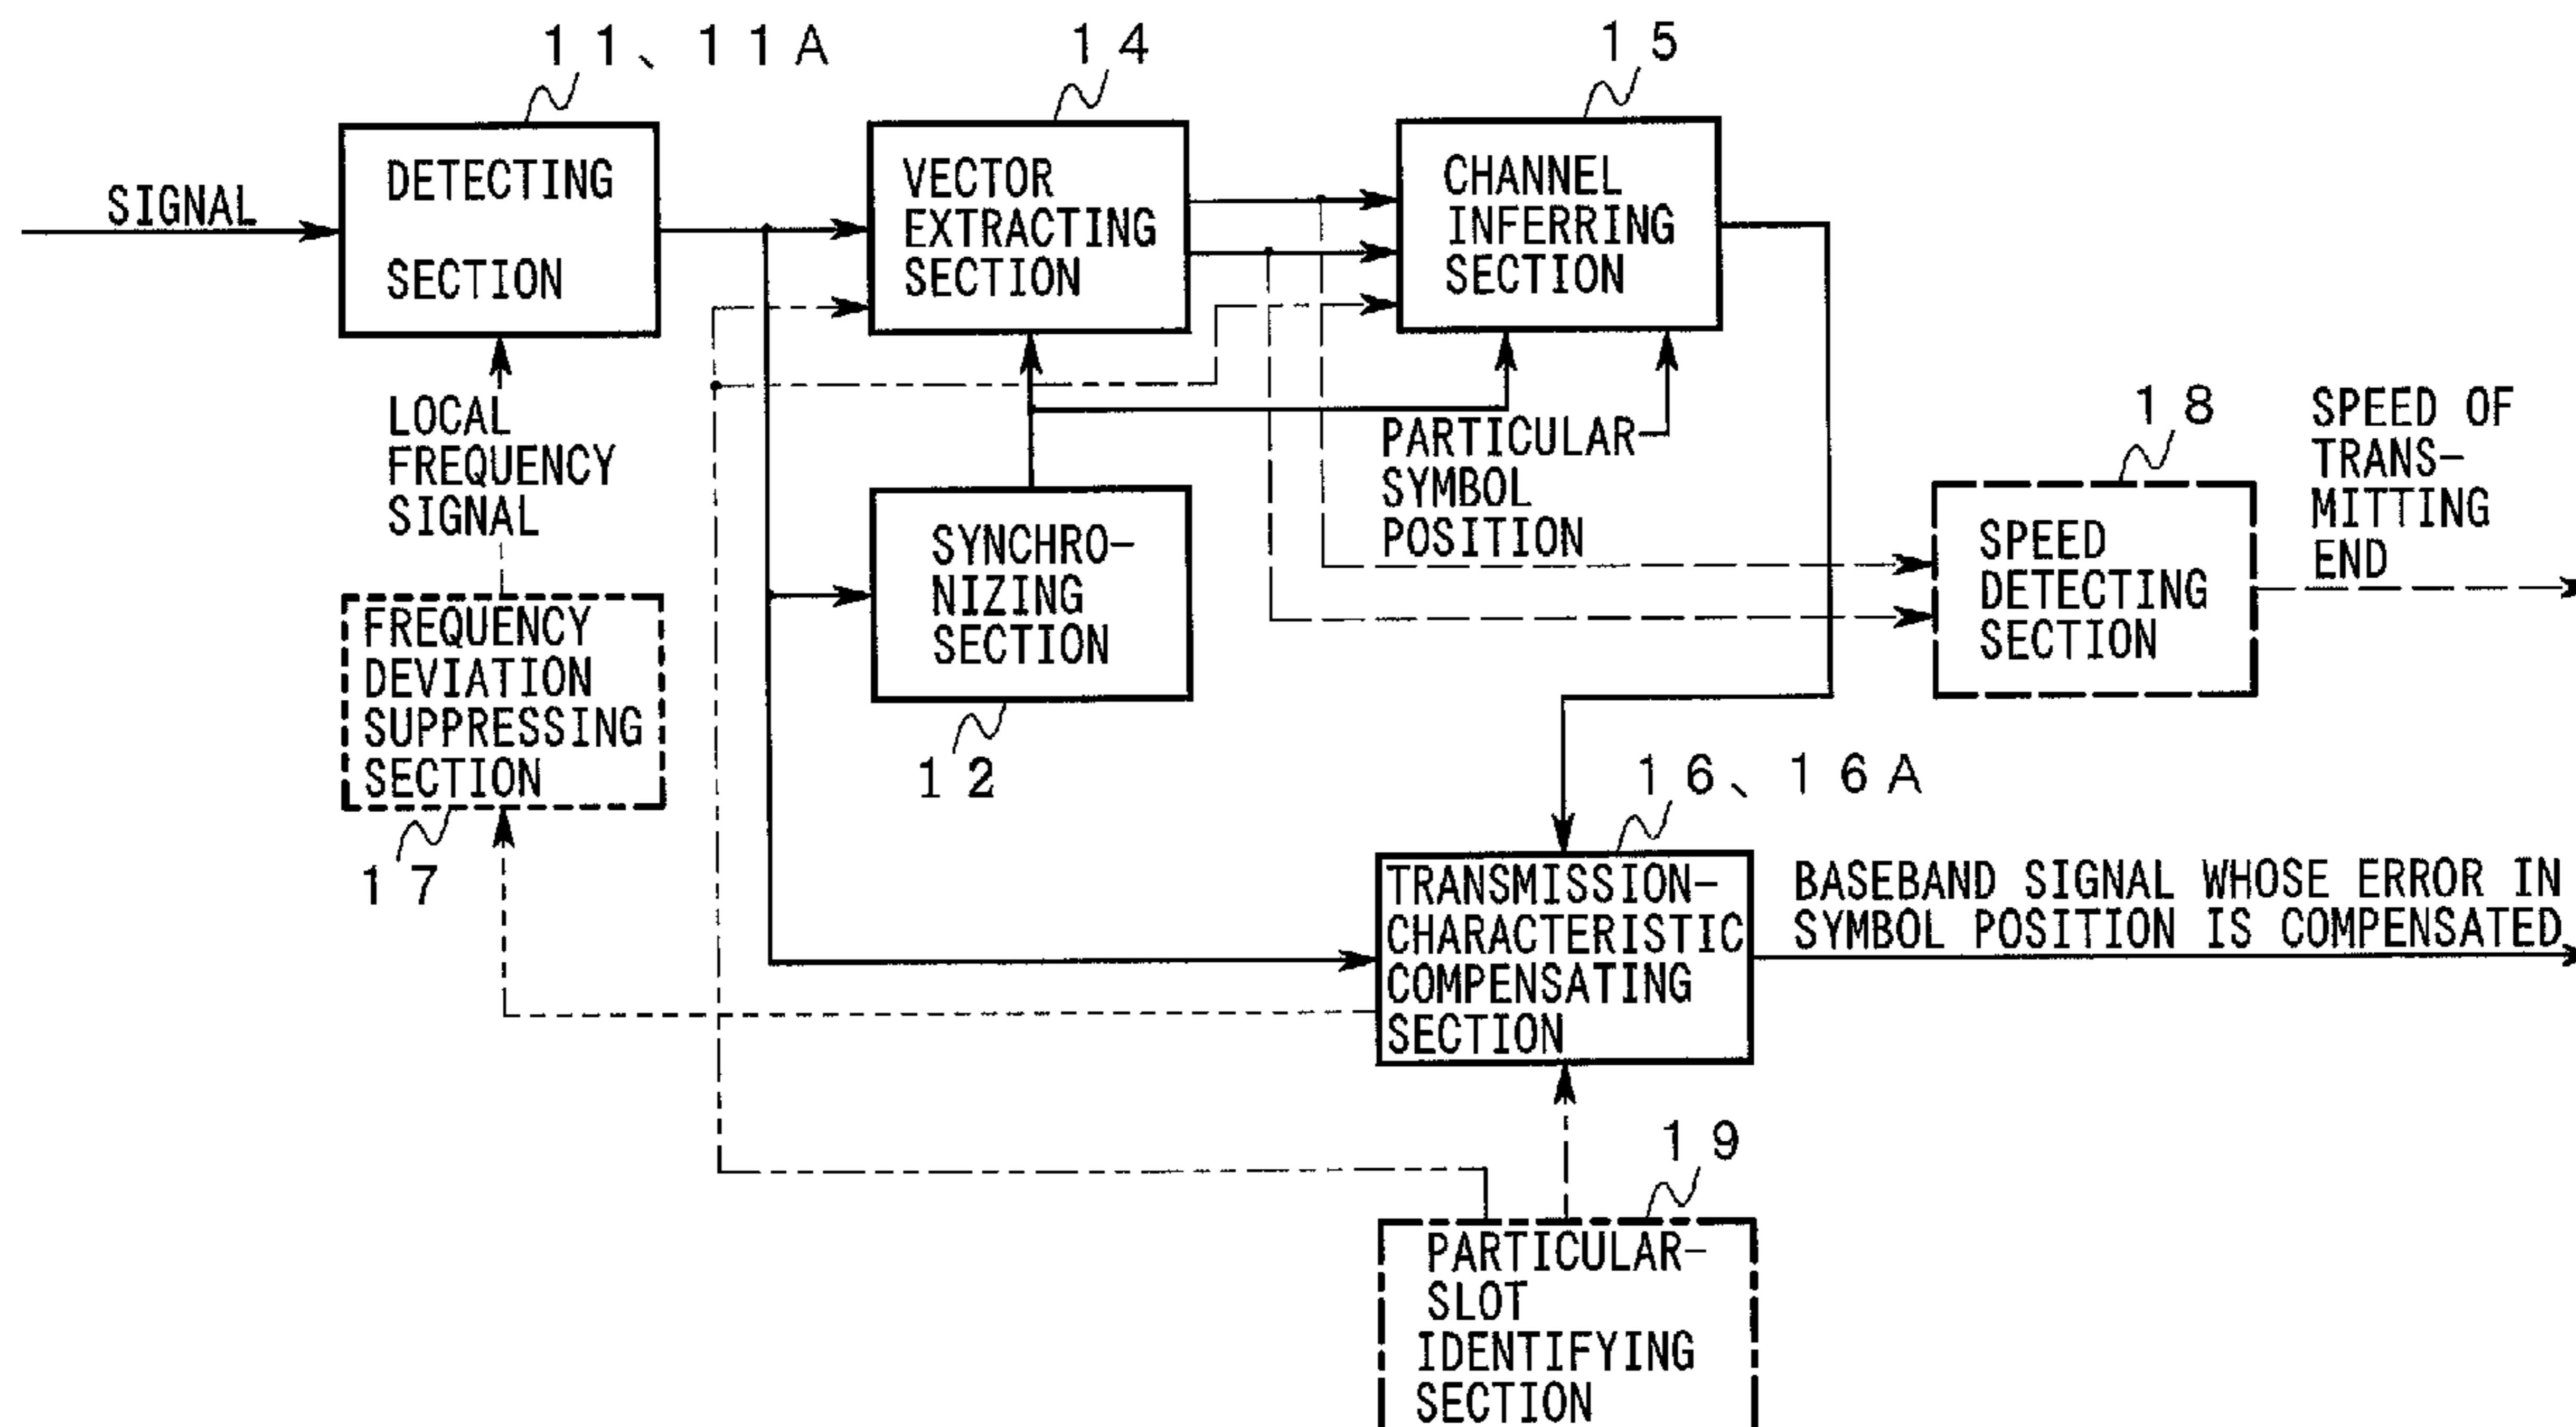 11、11A
14
15
SIGNAL
DETECTING
SECTION
VECTOR
EXTRACTING
SECTION
CHANNEL
INFERRING
SECTION
LOCAL
FREQUENCY
SIGNAL
PARTICULAR
SYMBOL
POSITION
18
SPEED OF
TRANS-
MITTING
END
SYNCHRO-
NIZING
SECTION
12
SPEED
DETECTING
SECTION
FREQUENCY
DEVIATION
SUPPRESSING
SECTION
17
16、16A
TRANSMISSION-
CHARACTERISTIC
COMPENSATING
SECTION
BASEBAND SIGNAL WHOSE ERROR IN
SYMBOL POSITION IS COMPENSATED
19
PARTICULAR-
SLOT
IDENTIFYING
SECTION